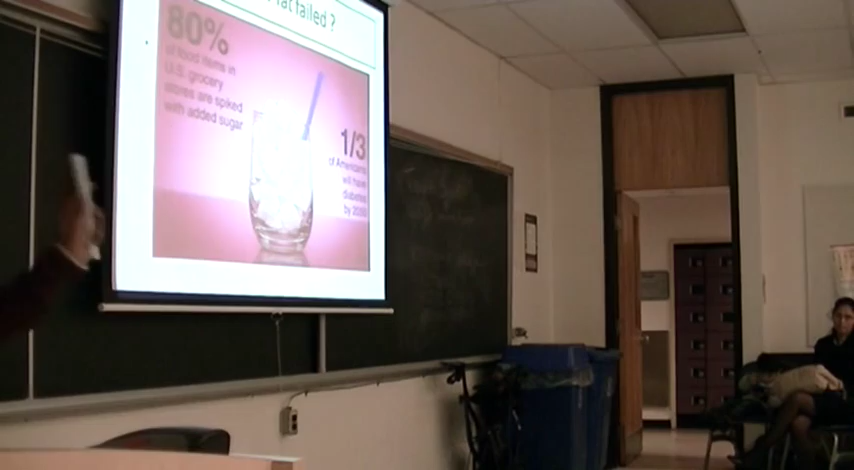 at failed ?
80%
of food items in
U.S. grocery
stores are spiked
with added sugar
1/3
of Americans
will have
diabetes
by 2050